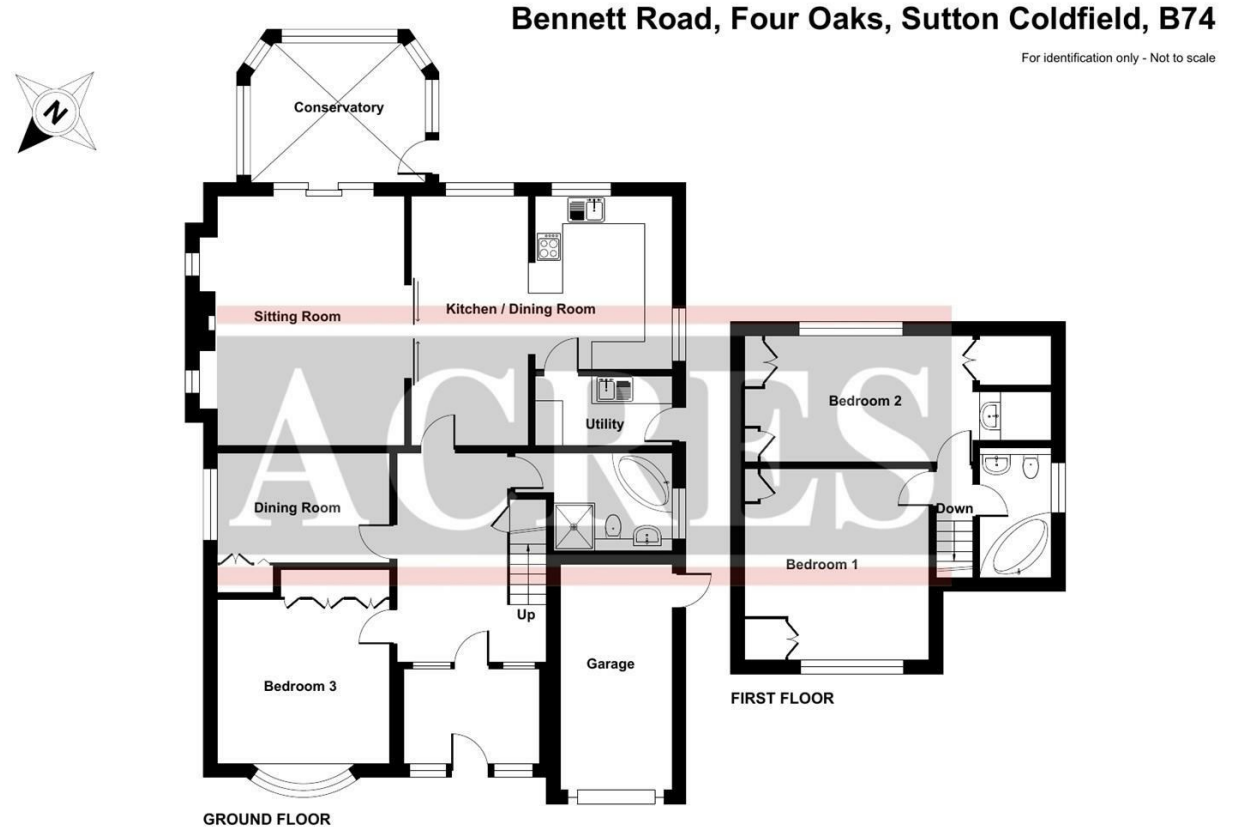 Bennett Road, Four Oaks, Sutton Coldfield, B74
For identification only - Not to scale
N
Conservatory
Sitting Room
Kitchen / Dining Room
Utility
Dining Room
Up
Bedroom 3
Garage
GROUND FLOOR
Bedroom 2
Down
Bedroom 1
FIRST FLOOR
ACRES